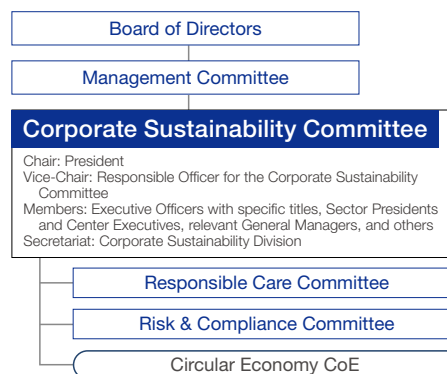 Board of Directors
Management Committee
Corporate Sustainability Committee
Chair: President
Vice-Chair: Responsible Officer for the Corporate Sustainability
Committee
Members: Executive Officers with specific titles, Sector Presidents
and Center Executives, relevant General Managers, and others
Secretariat: Corporate Sustainability Division
Responsible Care Committee
Risk & Compliance Committee
Circular Economy CoE